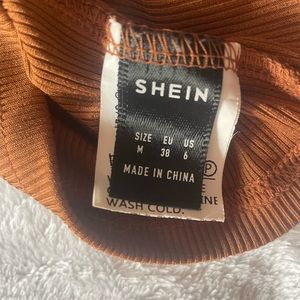 SHEIN
SIZE EU US
M 38 6
MADE IN CHINA
WASH COLD.